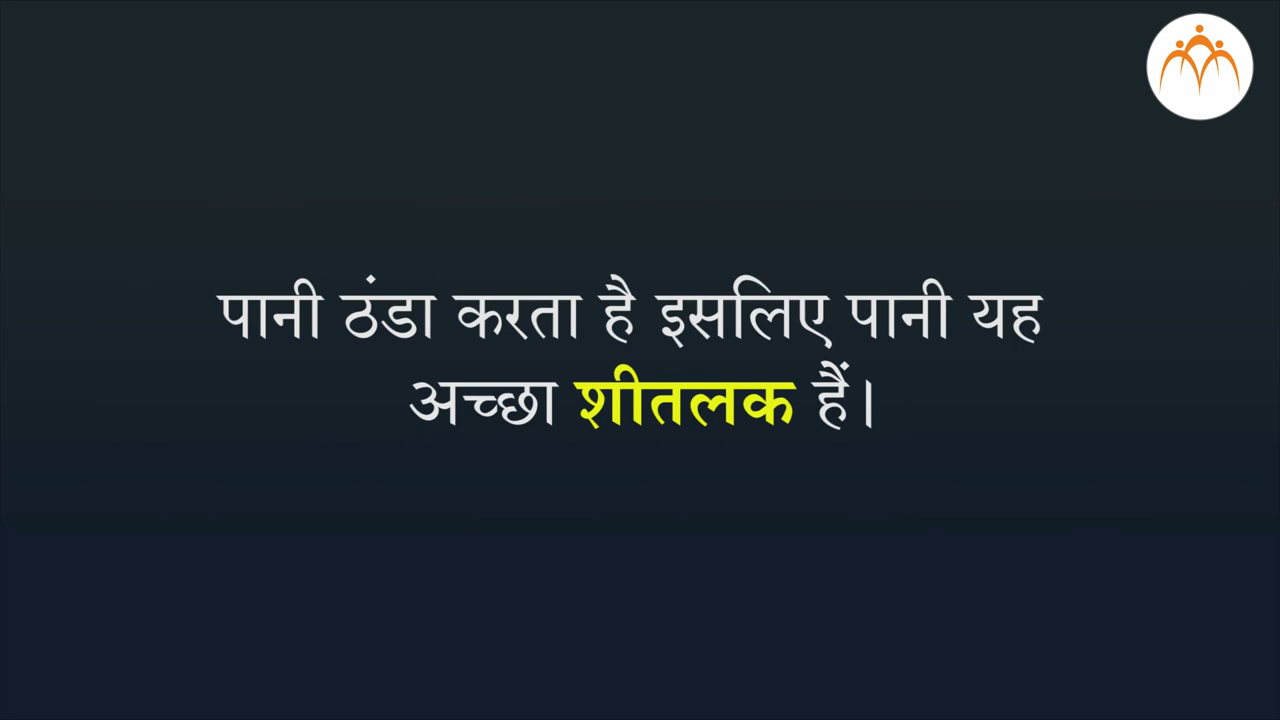 पानी ठंडा करता है इसलिए पानी यह
अच्छा शीतलक हैं।